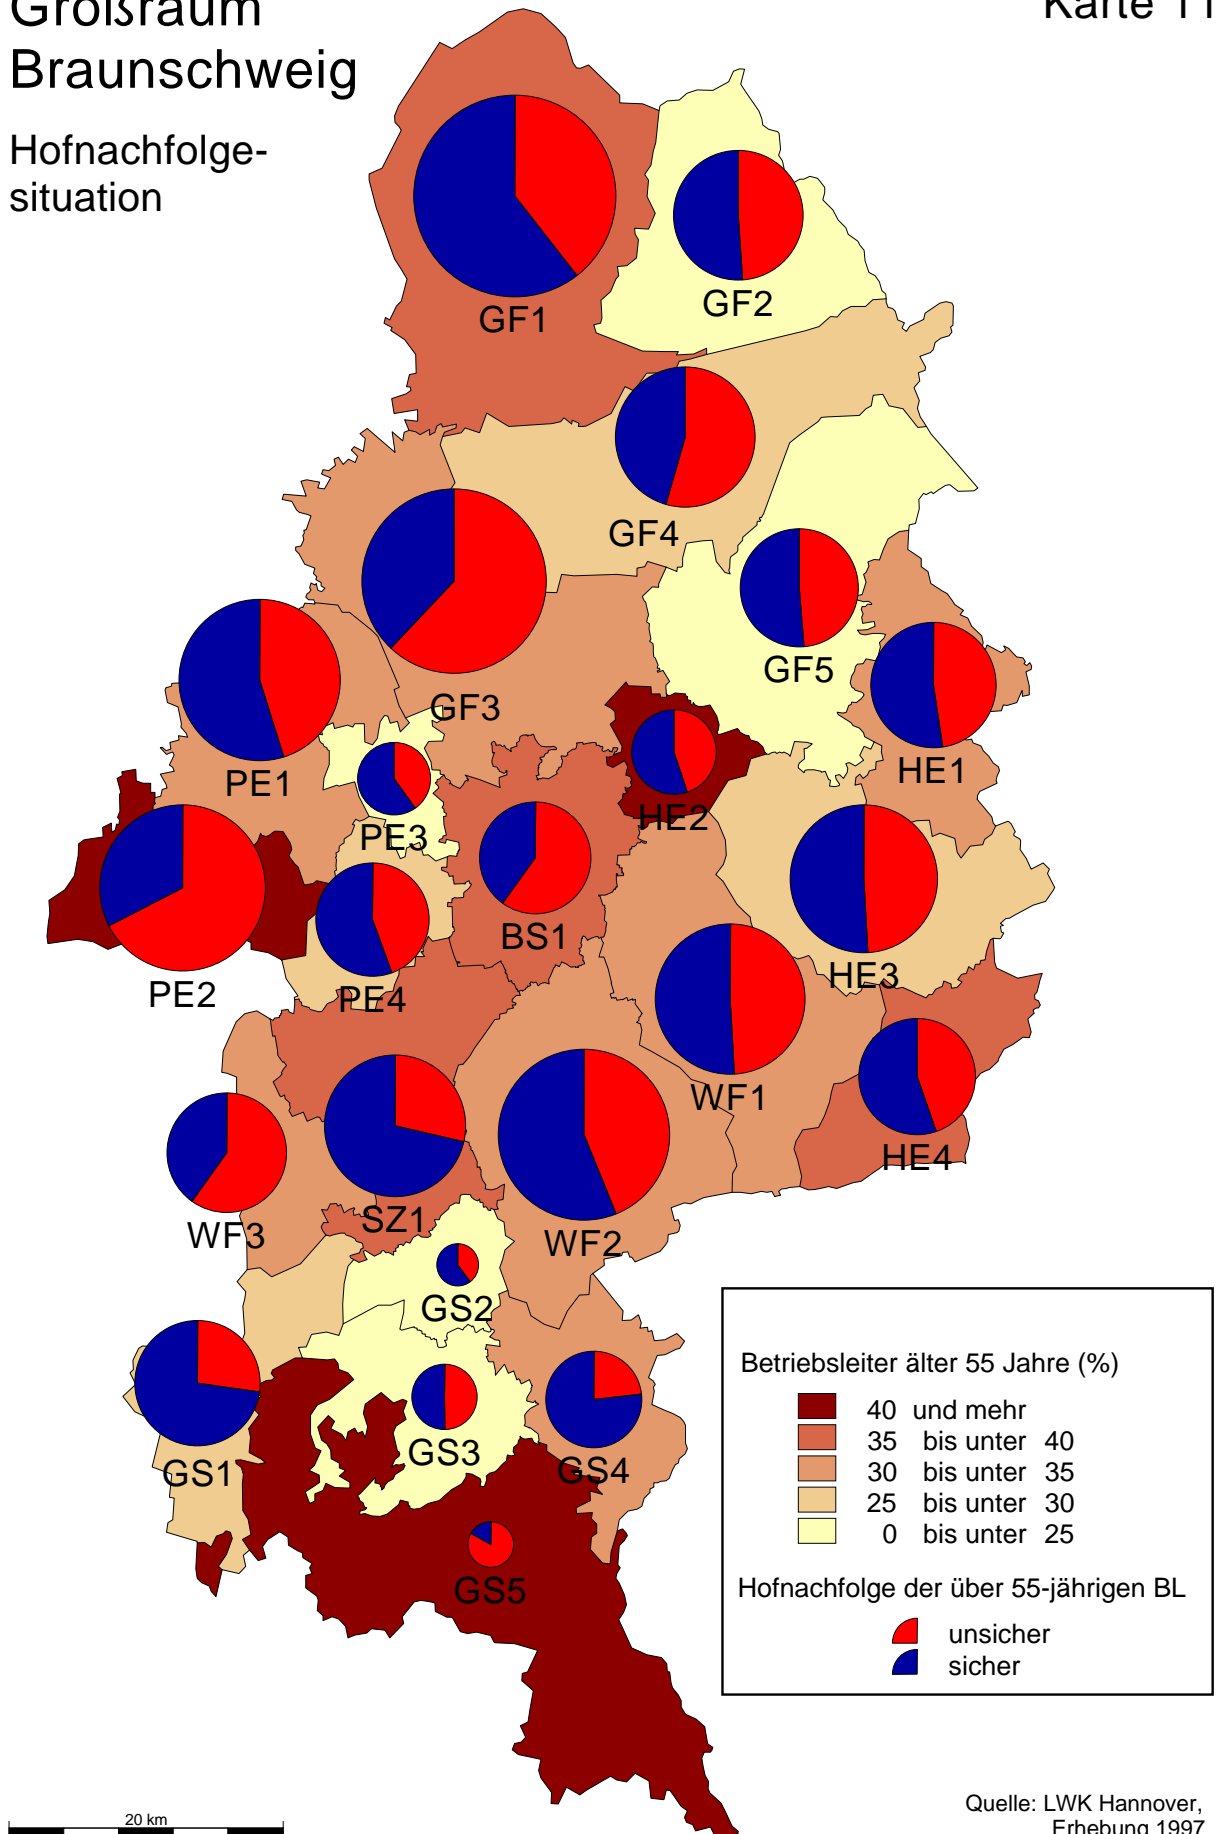 Großraum
Karte 11
Braunschweig
Hofnachfolge-
situation
GF1
GF2
GF4
GF5
GF3
PE1
HE1
PE3
HE2
BS1
HE3
PE2
PE4
WF1
HE4
WF3
SZ1
WF2
GS2
GS3
GS1
GS4
GS5
Betriebsleiter älter 55 Jahre (%)
40 und mehr
35 bis unter 40
30 bis unter 35
25 bis unter 30
0 bis unter 25
Hofnachfolge der über 55-jährigen BL
unsicher
sicher
20 km
Quelle: LWK Hannover,
Erhebung 1997